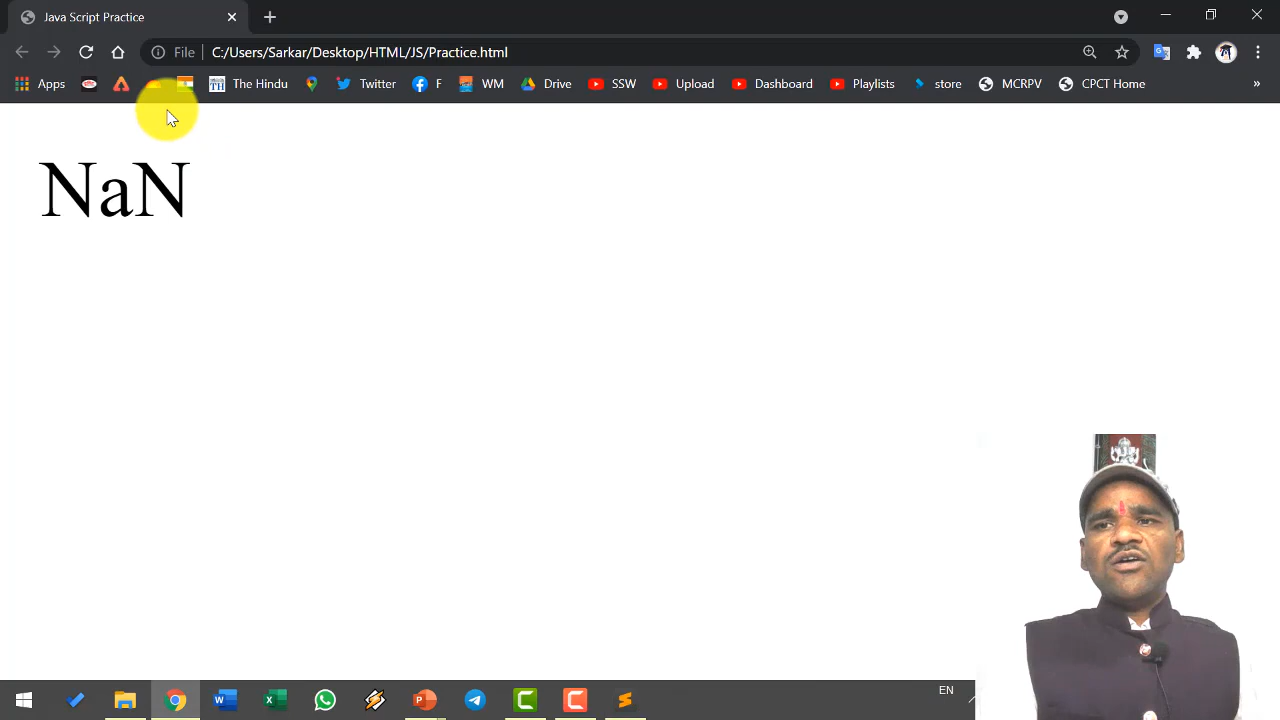 Java Script Practice
File C:/Users/Sarkar/Desktop/HTML/JS/Practice.html
Apps TH The Hindu Twitter F WM Drive SSW Upload Dashboard Playlists store MCRPV CPCT Home »
NaN
EN